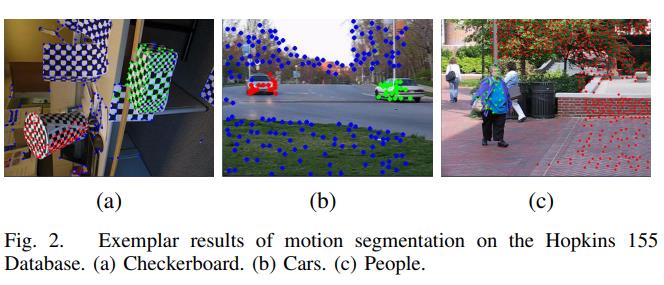 (a) (b) (c)
Fig. 2. Exemplar results of motion segmentation on the Hopkins 155
Database. (a) Checkerboard. (b) Cars. (c) People.